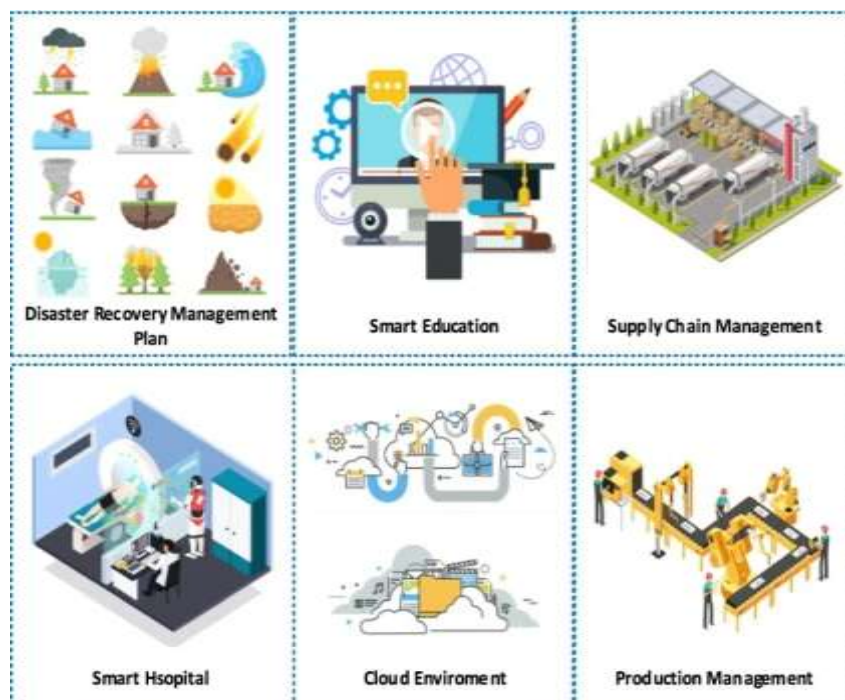 Disaster Recovery Management
Plan
Smart Education
Supply Chain Management
Smart Hsopital
Cloud Enviroment
Production Management